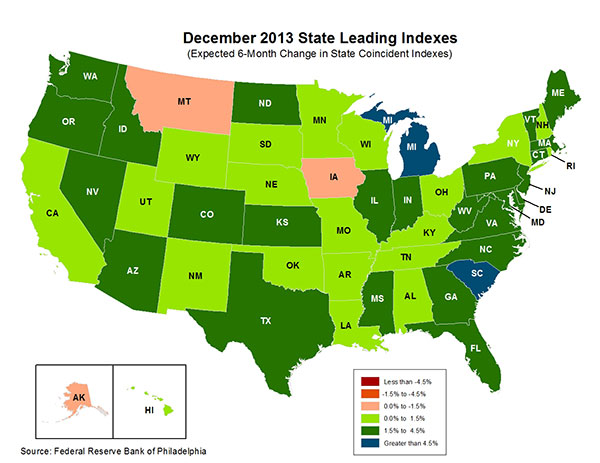 December 2013 State Leading Indexes
(Expected 6-Month Change in State Coincident Indexes)
WA
MT
ND
MN
MI
ME
OR
ID
VT
NH
WI
MI
NY
MA
SD
CT
WY
RI
IA
PA
NE
NJ
NV
OH
IL
IN
DE
UT
CA
CO
WV
MD
VA
KS
MO
KY
NC
TN
AZ
OK
NM
AR
SC
MS
AL
GA
TX
LA
FL
AK
HI
Less than -4.5%
-1.5% to -4.5%
0.0% to -1.5%
0.0% to 1.5%
1.5% to 4.5%
Greater than 4.5%
Source: Federal Reserve Bank of Philadelphia